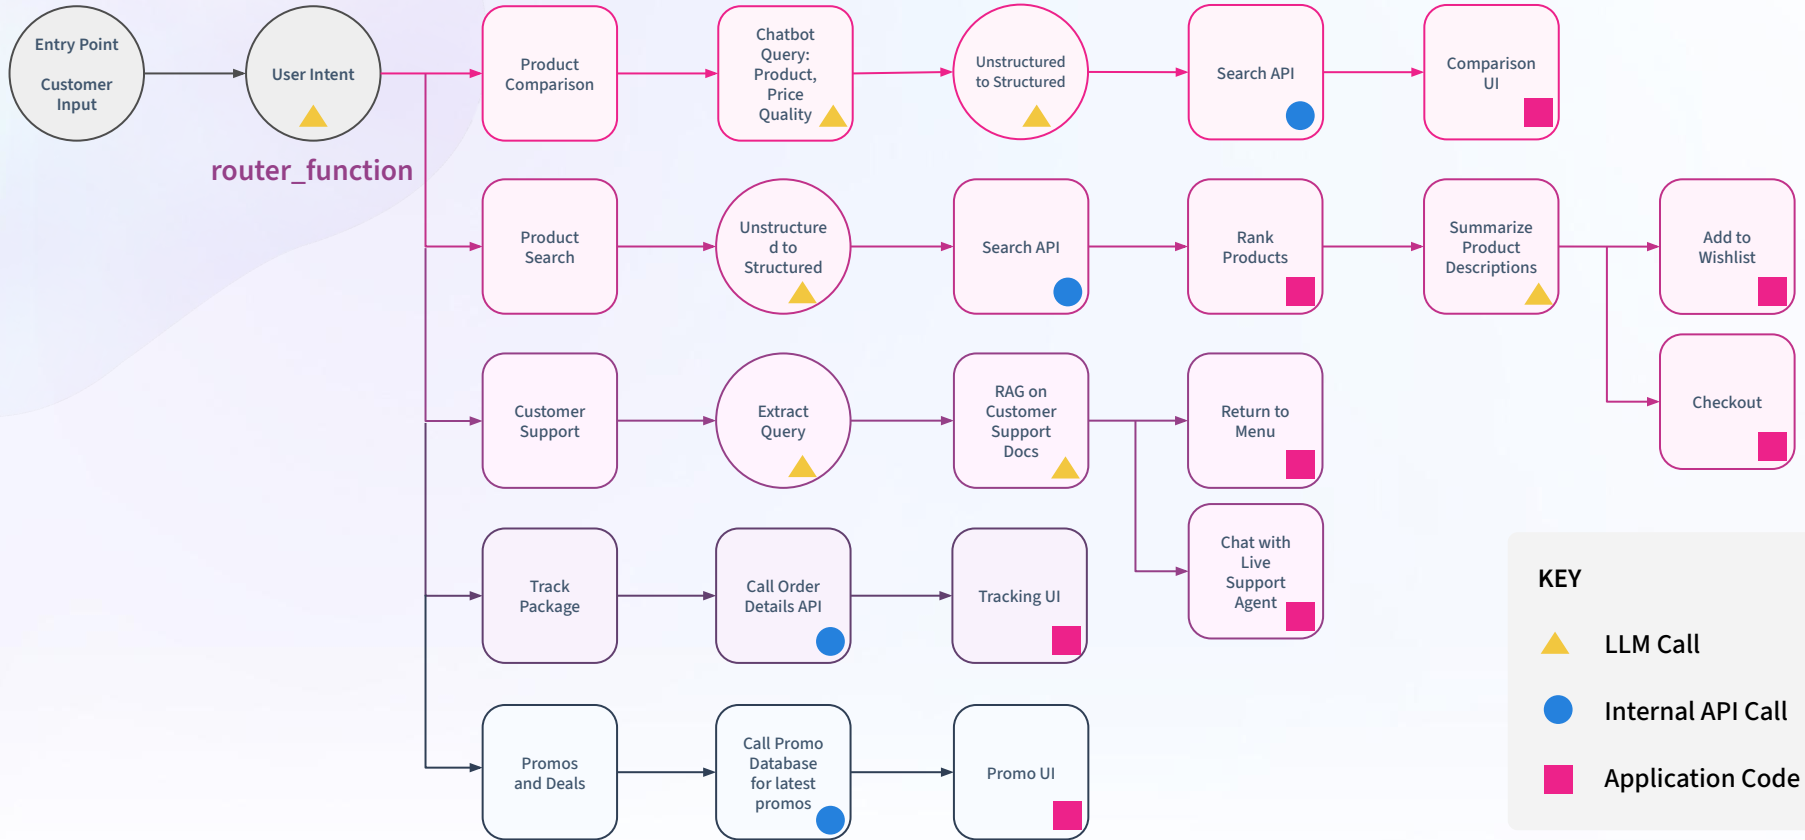 Entry Point
Customer
Input
User Intent
router_function
Product
Comparison
Chatbot
Query:
Product,
Price
Quality
Unstructured
to Structured
Search API
Comparison
UI
Product
Search
Unstructure
d to
Structured
Search API
Rank
Products
Summarize
Product
Descriptions
Add to
Wishlist
Checkout
Customer
Support
Extract
Query
RAG on
Customer
Support
Docs
Return to
Menu
Chat with
Live
Support
Agent
Track
Package
Call Order
Details API
Tracking UI
Promos
and Deals
Call Promo
Database
for latest
promos
Promo UI
KEY
LLM Call
Internal API Call
Application Code